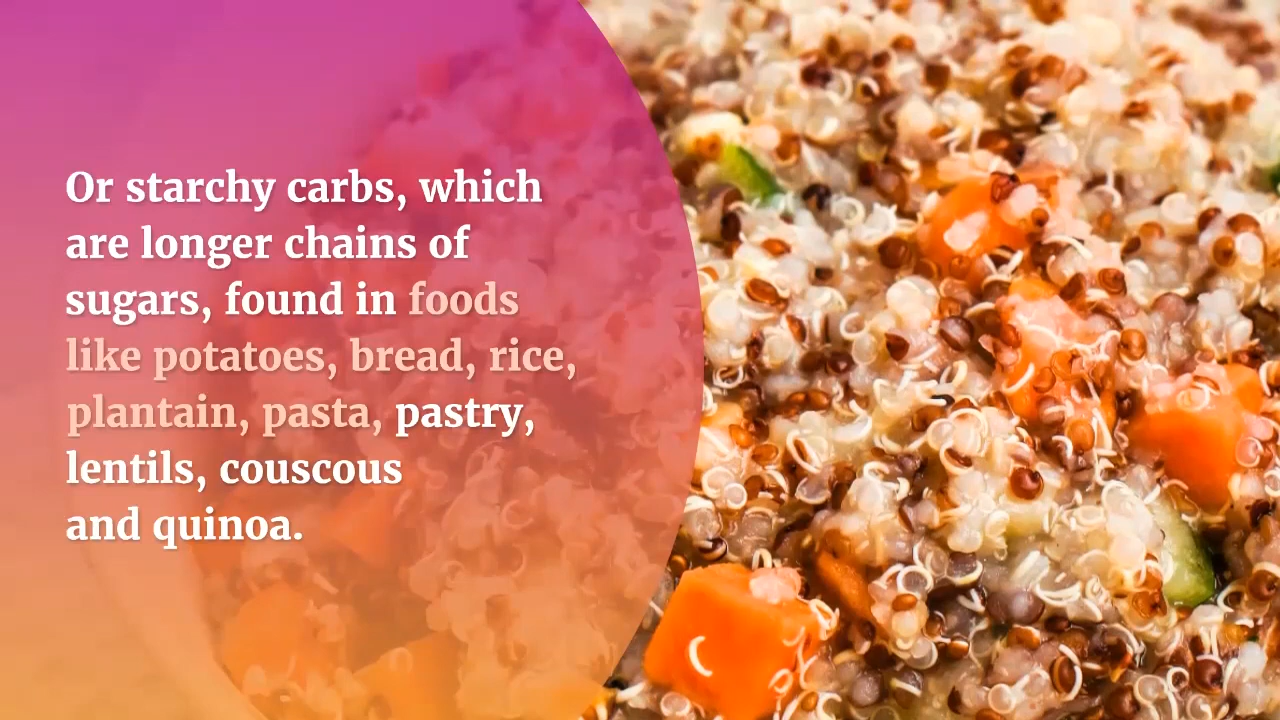 Or starchy carbs, which
are longer chains of
sugars, found in foods
like potatoes, bread, rice,
plantain, pasta, pastry,
lentils, couscous
and quinoa.